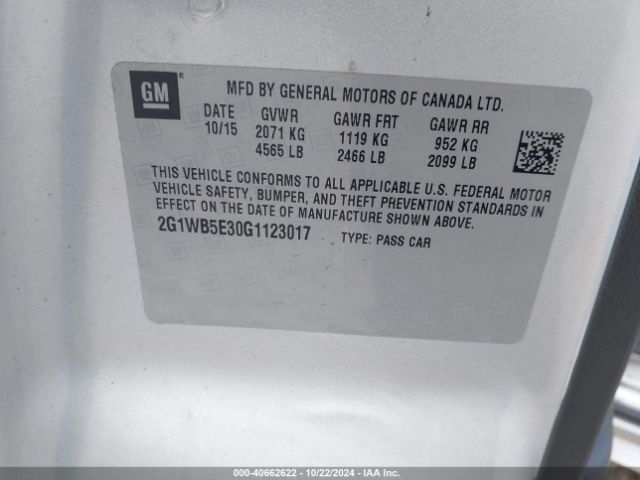 GM
MFD BY GENERAL MOTORS OF CANADA LTD.
DATE GVWR GAWR FRT GAWR RR
10/15 2071 KG 1119 KG 952 KG
4565 LB 2466 LB 2099 LB
THIS VEHICLE CONFORMS TO ALL APPLICABLE U.S. FEDERAL MOTOR
VEHICLE SAFETY, BUMPER, AND THEFT PREVENTION STANDARDS IN
EFFECT ON THE DATE OF MANUFACTURE SHOWN ABOVE.
2G1WB5E30G1123017 TYPE: PASS CAR
000-40662622 - 10/22/2024 - IAAI.COM